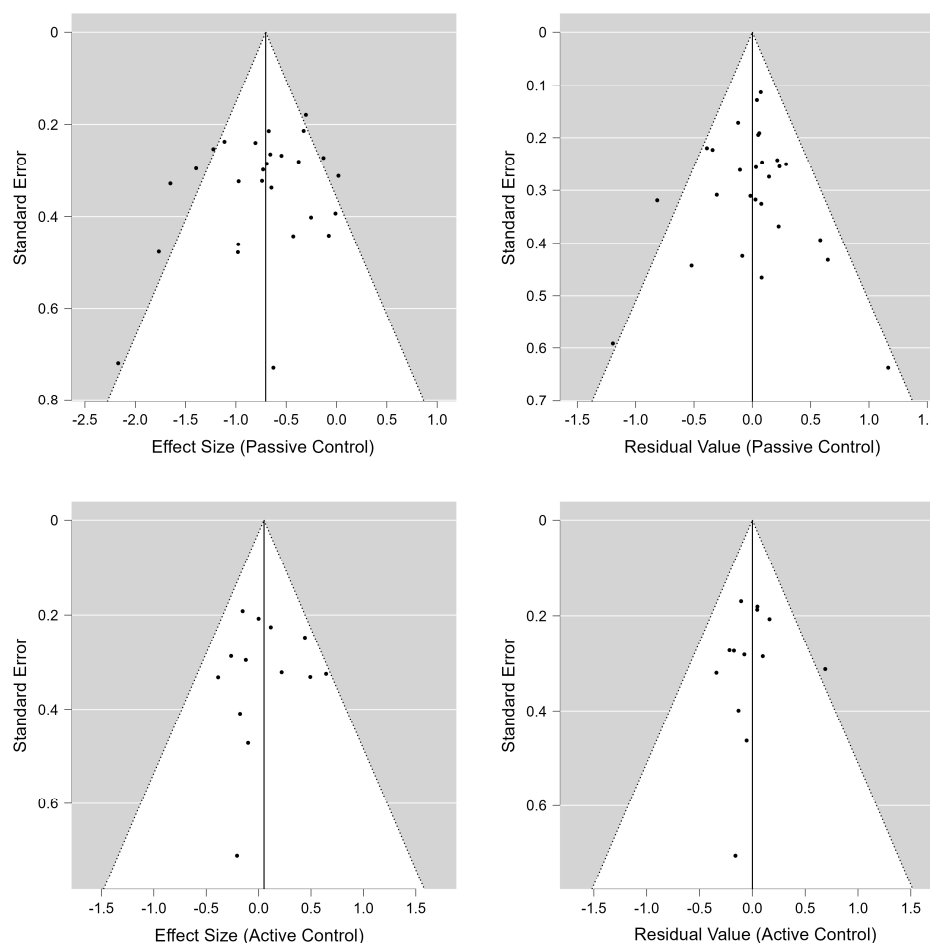 0
0.2
0.4
0.6
0.8
Standard Error
-2.5 -2.0 -1.5 -1.0 -0.5 0.0 0.5 1.0
Effect Size (Passive Control)
0
0.1
0.2
0.3
0.4
0.5
0.6
0.7
Standard Error
-1.5 -1.0 -0.5 0.0 0.5 1.0 1.
Residual Value (Passive Control)
0
0.2
0.4
0.6
Standard Error
-1.5 -1.0 -0.5 0.0 0.5 1.0 1.5
Effect Size (Active Control)
0
0.2
0.4
0.6
Standard Error
-1.5 -1.0 -0.5 0.0 0.5 1.0 1.5
Residual Value (Active Control)